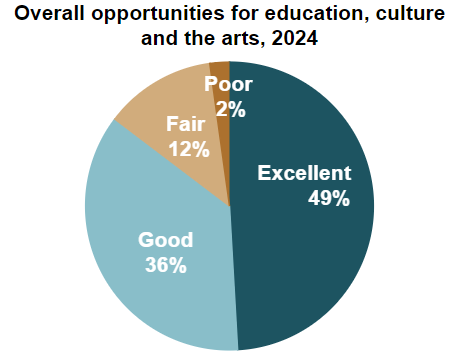 Overall opportunities for education, culture
and the arts, 2024
Poor
2%
Fair
12%
Excellent
49%
Good
36%